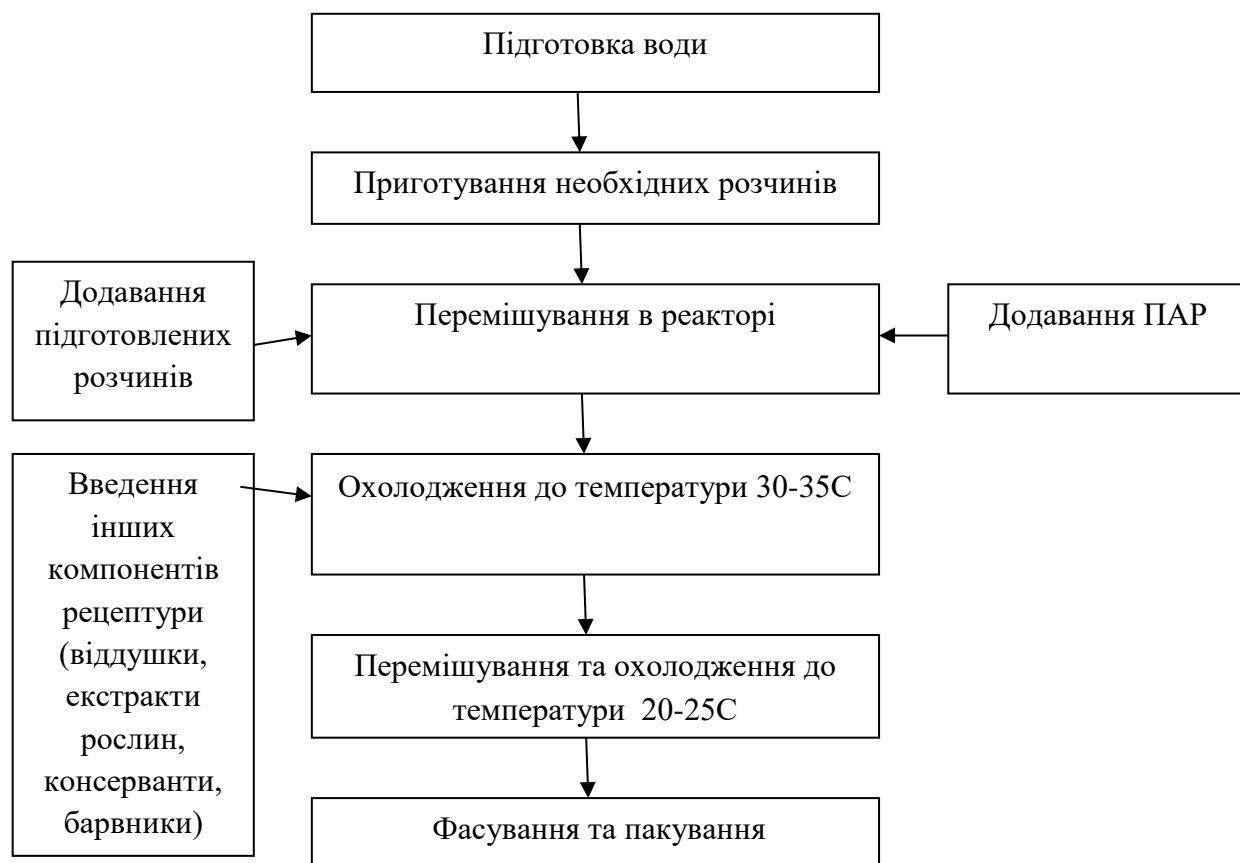 Підготовка води
Приготування необхідних розчинів
Додавання
підготовлених
розчинів
Перемішування в реакторі
Додавання ПАР
Введення
інших
компонентів
рецептури
(віддушки,
екстракти
рослин,
консерванти,
барвники)
Охолодження до температури 30-35С
Перемішування та охолодження до
температури  20-25С
Фасування та пакування